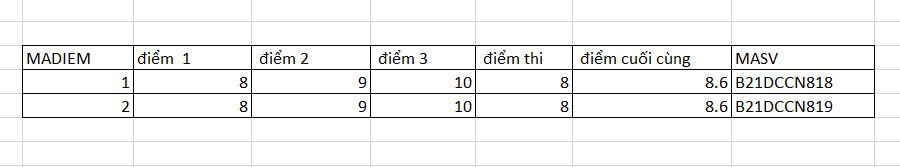 MADIEM điểm  1 điểm 2 điểm 3 điểm thi điểm cuối cùng MASV
1 8 9 10 8 8.6 B21DCCN818
2 8 9 10 8 8.6 B21DCCN819